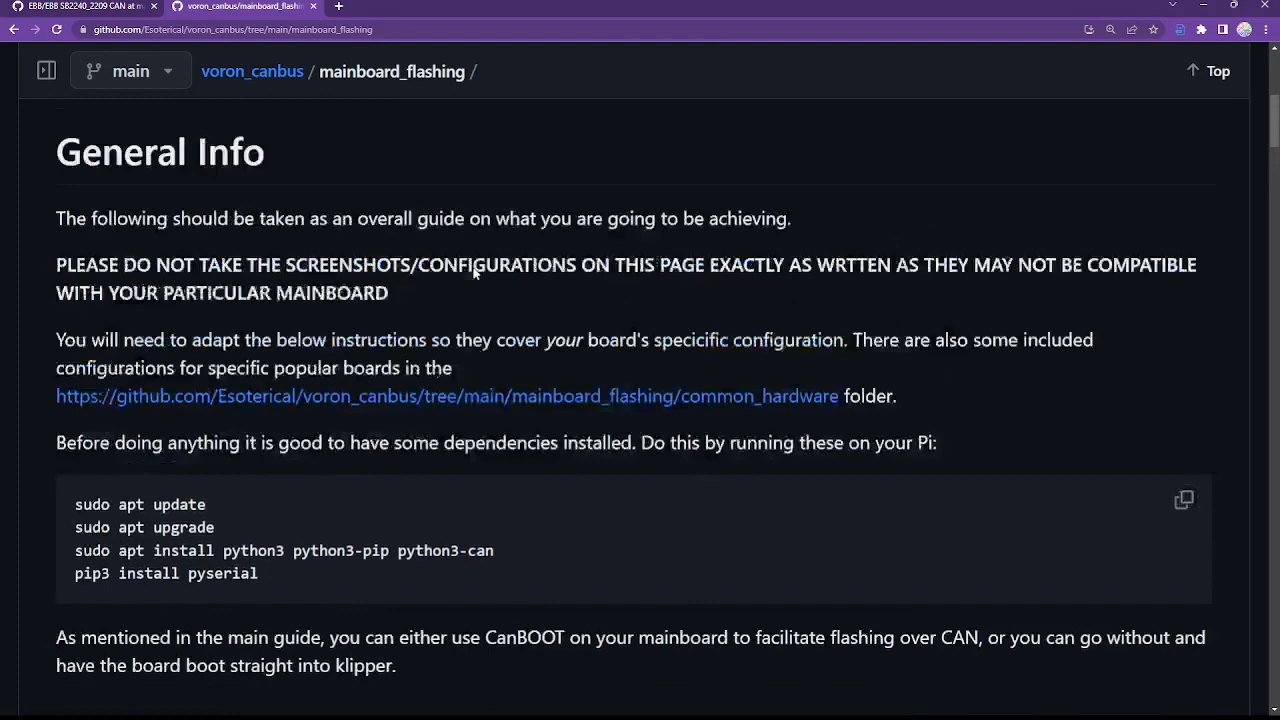 EBB/EBB SB2240_2209 CAN at m
voron_canbus/mainboard_flashin
github.com/Esoterical/voron_canbus/tree/main/mainboard_flashing
main
voron_canbus / mainboard_flashing /
Top
General Info
The following should be taken as an overall guide on what you are going to be achieving.
PLEASE DO NOT TAKE THE SCREENSHOTS/CONFIGURATIONS ON THIS PAGE EXACTLY AS WRTTEN AS THEY MAY NOT BE COMPATIBLE
WITH YOUR PARTICULAR MAINBOARD
You will need to adapt the below instructions so they cover your board's specicific configuration. There are also some included
configurations for specific popular boards in the
https://github.com/Esoterical/voron_canbus/tree/main/mainboard_flashing/common_hardware folder.
Before doing anything it is good to have some dependencies installed. Do this by running these on your Pi:
sudo apt update
sudo apt upgrade
sudo apt install python3 python3-pip python3-can
pip3 install pyserial
As mentioned in the main guide, you can either use CanBOOT on your mainboard to facilitate flashing over CAN, or you can go without and
have the board boot straight into klipper.